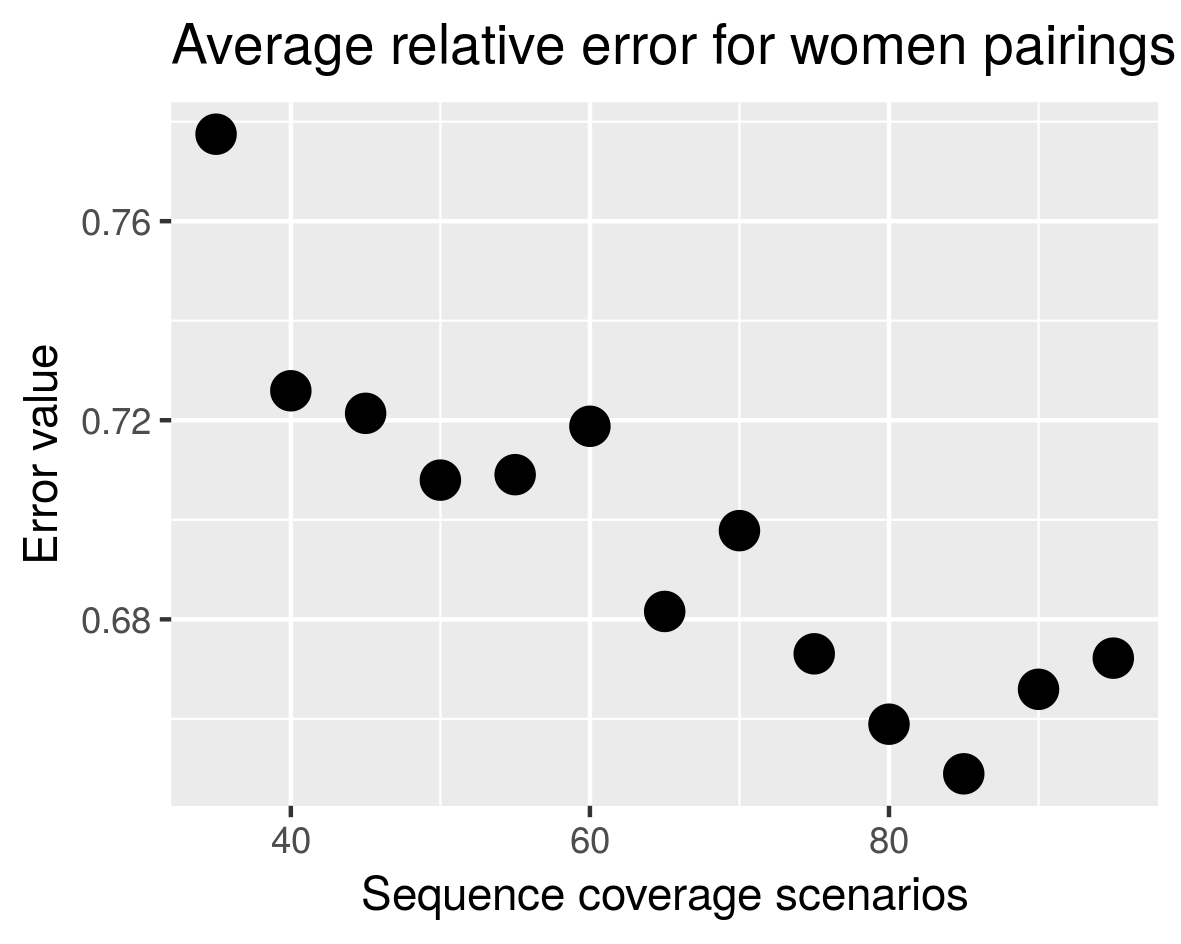 Average relative error for women pairings
Error value
0.76
0.72
0.68
40 60 80
Sequence coverage scenarios